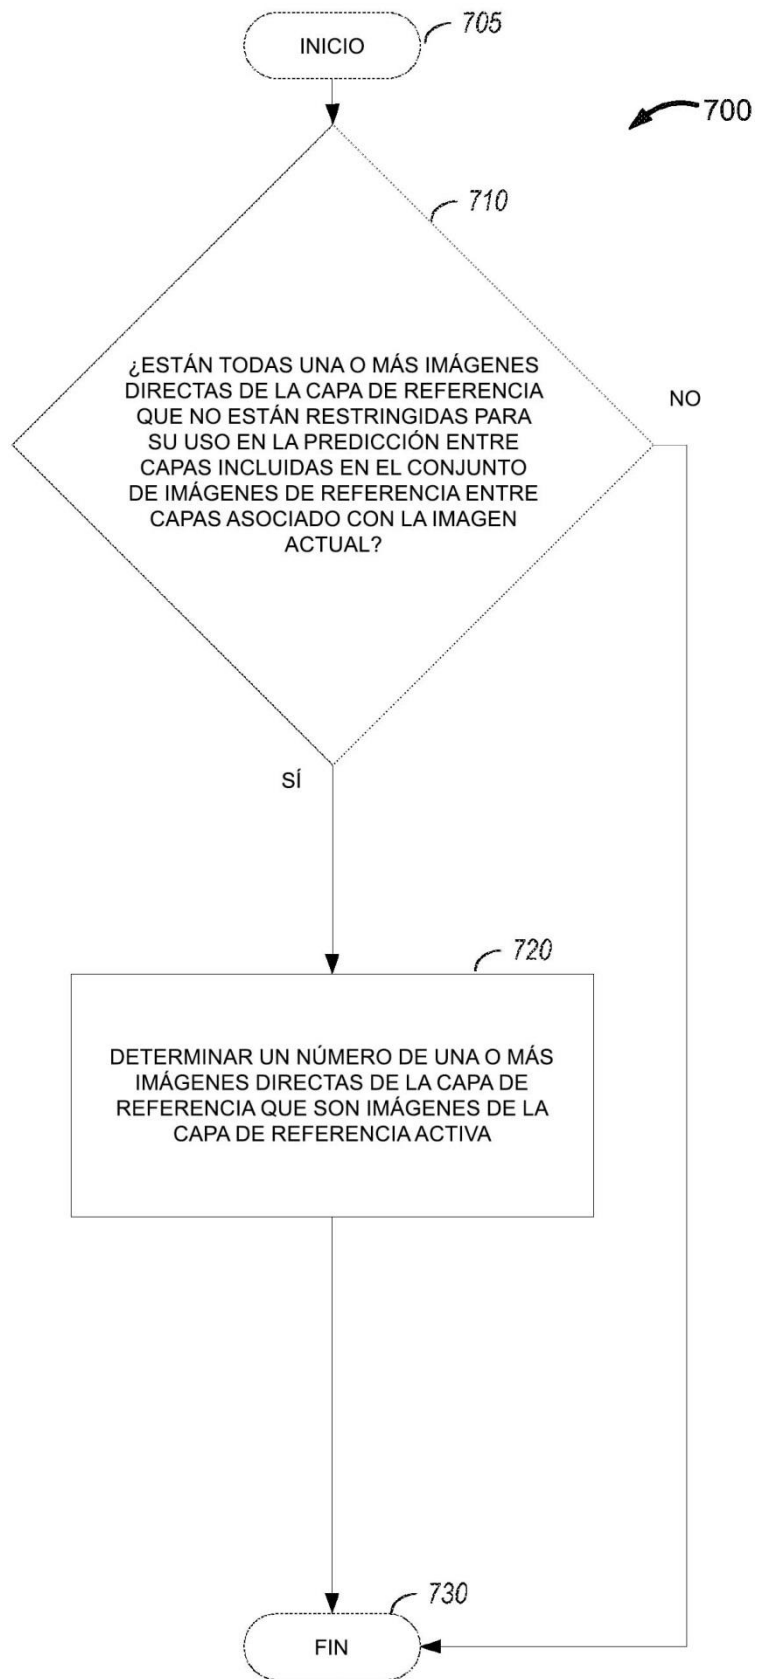 INICIO
705
700
710
¿ESTÁN TODAS UNA O MÁS IMÁGENES
DIRECTAS DE LA CAPA DE REFERENCIA
QUE NO ESTÁN RESTRINGIDAS PARA
SU USO EN LA PREDICCIÓN ENTRE
CAPAS INCLUIDAS EN EL CONJUNTO
DE IMÁGENES DE REFERENCIA ENTRE
CAPAS ASOCIADO CON LA IMAGEN
ACTUAL?
NO
SÍ
720
DETERMINAR UN NÚMERO DE UNA O MÁS
IMÁGENES DIRECTAS DE LA CAPA DE
REFERENCIA QUE SON IMÁGENES DE LA
CAPA DE REFERENCIA ACTIVA
730
FIN